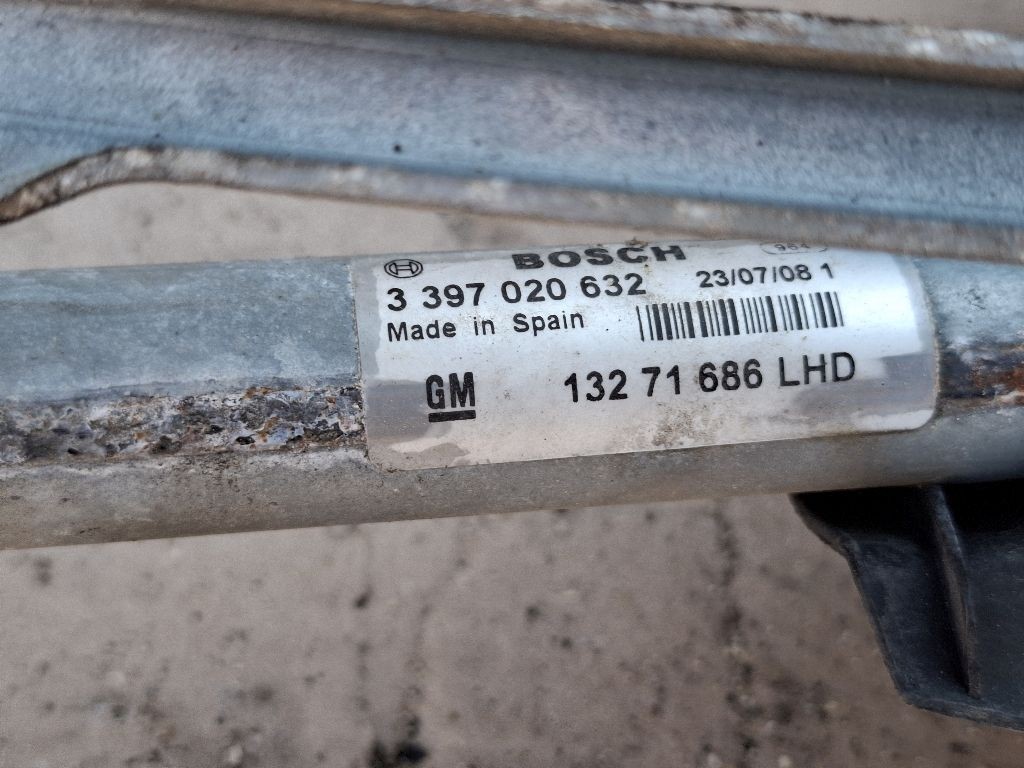 BOSCH
3 397 020 632 23/07/08 1
Made in Spain
GM 132 71 686 LHD